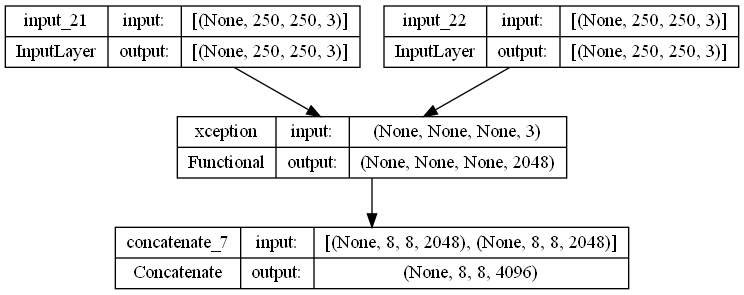 input_21 input: [(None, 250, 250, 3)]
InputLayer output: [(None, 250, 250, 3)]
input_22 input: [(None, 250, 250, 3)]
InputLayer output: [(None, 250, 250, 3)]
xception input: (None, None, None, 3)
Functional output: (None, None, None, 2048)
concatenate_7 input: [(None, 8, 8, 2048), (None, 8, 8, 2048)]
Concatenate output: (None, 8, 8, 4096)